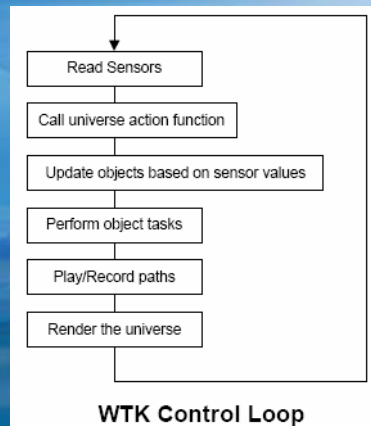 Read Sensors
Call universe action function
Update objects based on sensor values
Perform object tasks
Play/Record paths
Render the universe
WTK Control Loop